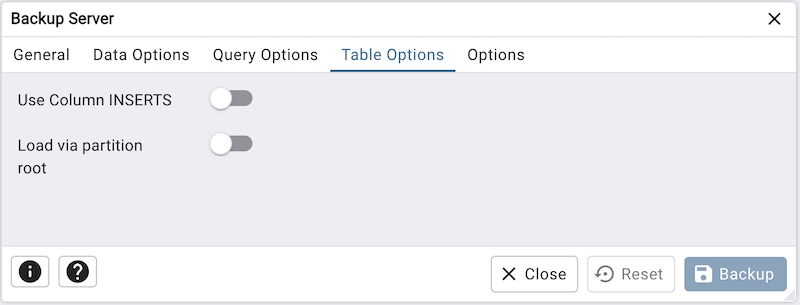 Backup Server
General Data Options Query Options Table Options Options
Use Column INSERTS
Load via partition
root
Close Reset Backup